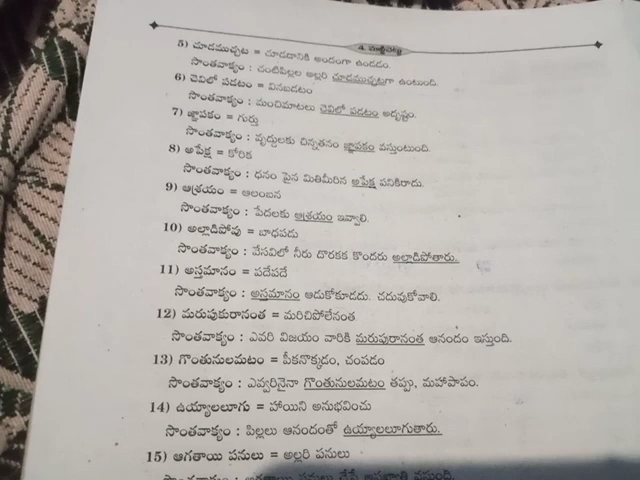 4. మర్రిచెట్టు
5) చూడముచ్చట = చూడడానికి అందంగా ఉండడం.
సొంతవాక్యం : చంటిపిల్లల అల్లరి చూడముచ్చటగా ఉంటుంది.
6) చెవిలో పడటం = వినబడటం
సొంతవాక్యం : మంచిమాటలు చెవిలో పడటం అదృష్టం.
7) జ్ఞాపకం = గుర్తు
సొంతవాక్యం : వృద్ధులకు చిన్నతనం జ్ఞాపకం వస్తుంటుంది.
8) అపేక్ష = కోరిక
సొంతవాక్యం : ధనం పైన మితిమీరిన అపేక్ష పనికిరాదు.
9) ఆశ్రయం = ఆలంబన
సొంతవాక్యం : పేదలకు ఆశ్రయం ఇవ్వాలి.
10) అల్లాడిపోవు = బాధపడు
సొంతవాక్యం : వేసవిలో నీరు దొరకక కొందరు అల్లాడిపోతారు.
11) అస్తమానం = పదేపదే
సొంతవాక్యం : అస్తమానం ఆడుకోకూడదు. చదువుకోవాలి.
12) మరుపుకురానంత = మరిచిపోలేనంత
సొంతవాక్యం : ఎవరి విజయం వారికి మరుపురానంత ఆనందం ఇస్తుంది.
13) గొంతునులమటం = పీకనొక్కడం, చంపడం
సొంతవాక్యం : ఎవ్వరినైనా గొంతునులమటం తప్పు, మహాపాపం.
14) ఉయ్యాలలూగు = హాయిని అనుభవించు
సొంతవాక్యం : పిల్లలు ఆనందంతో ఉయ్యాలలూగుతారు.
15) ఆగతాయి పనులు = అల్లరి పనులు
సొంతవాక్యం : ఆగతాయి పనులు చేస్తే